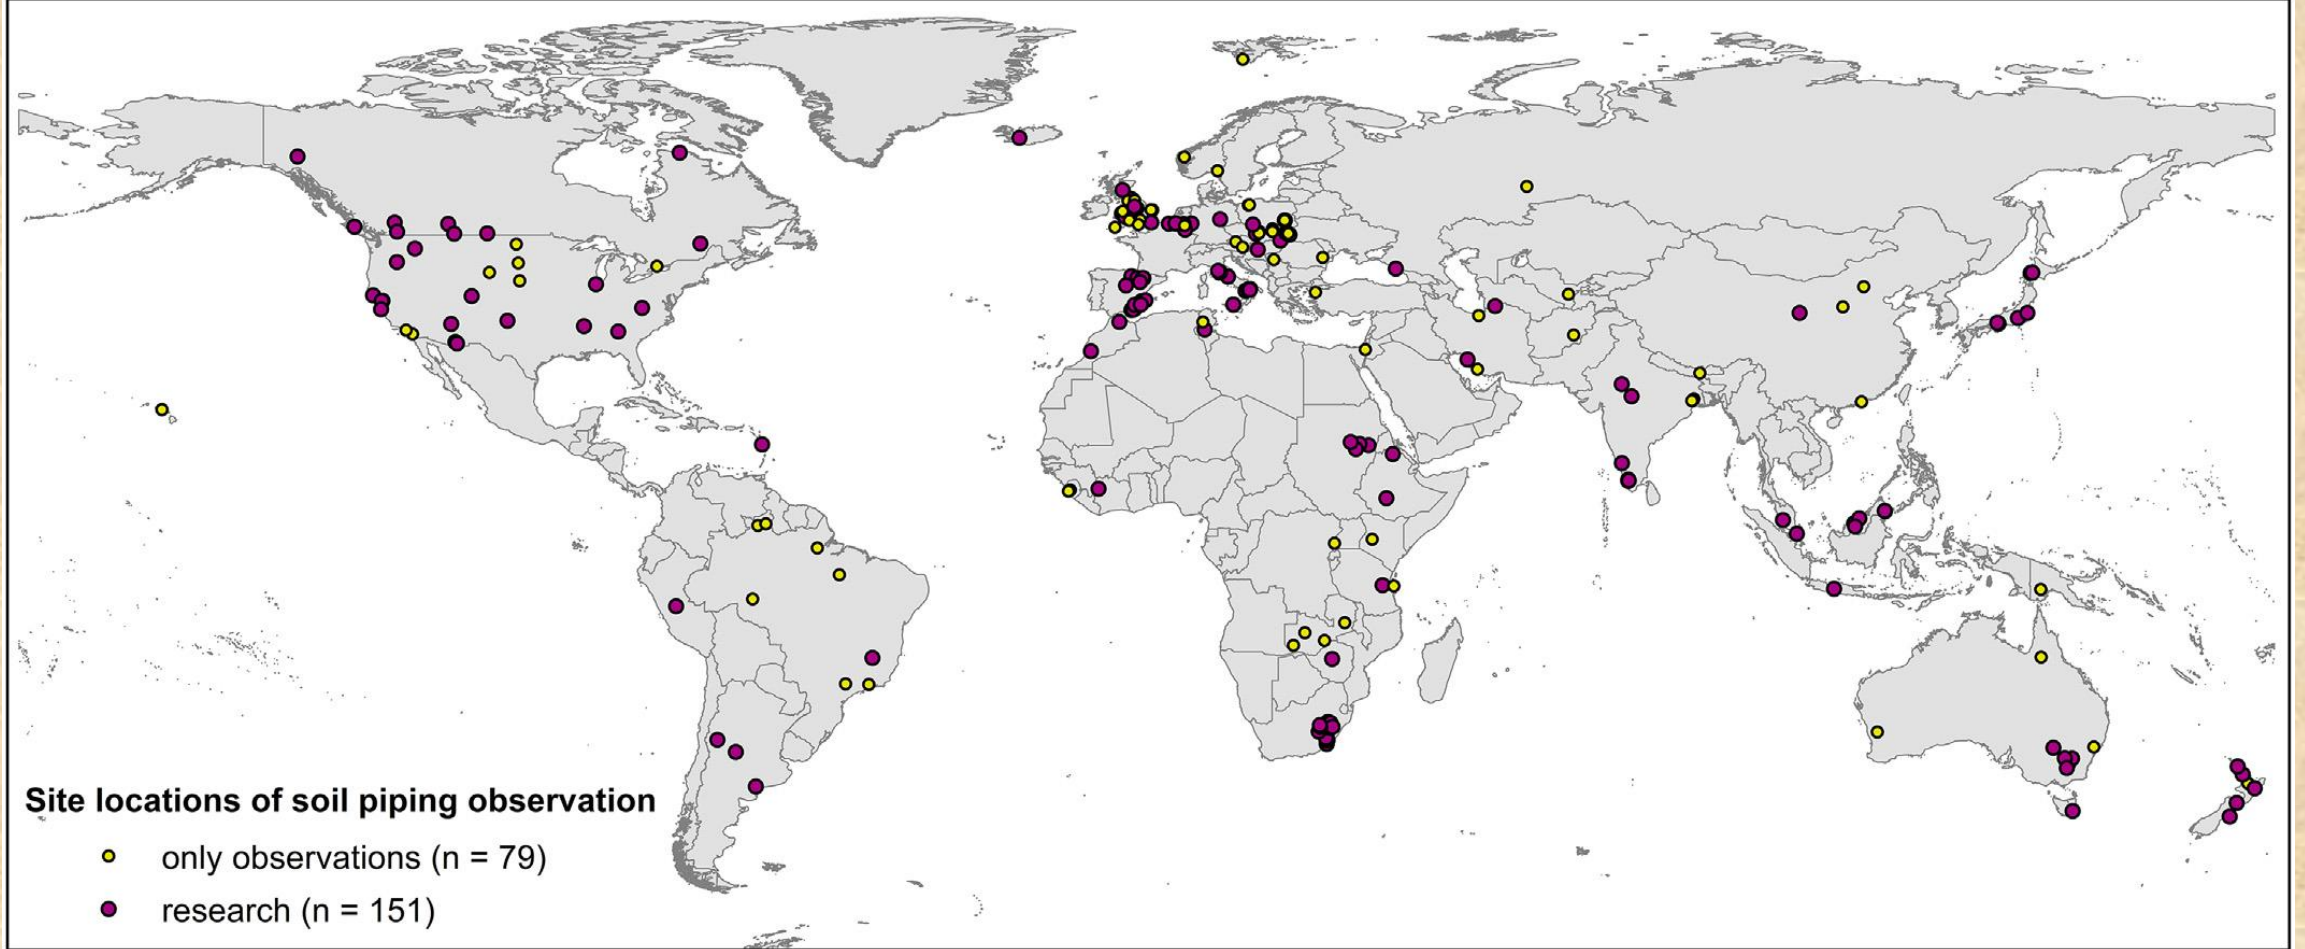 Site locations of soil piping observation
only observations (n = 79)
research (n = 151)